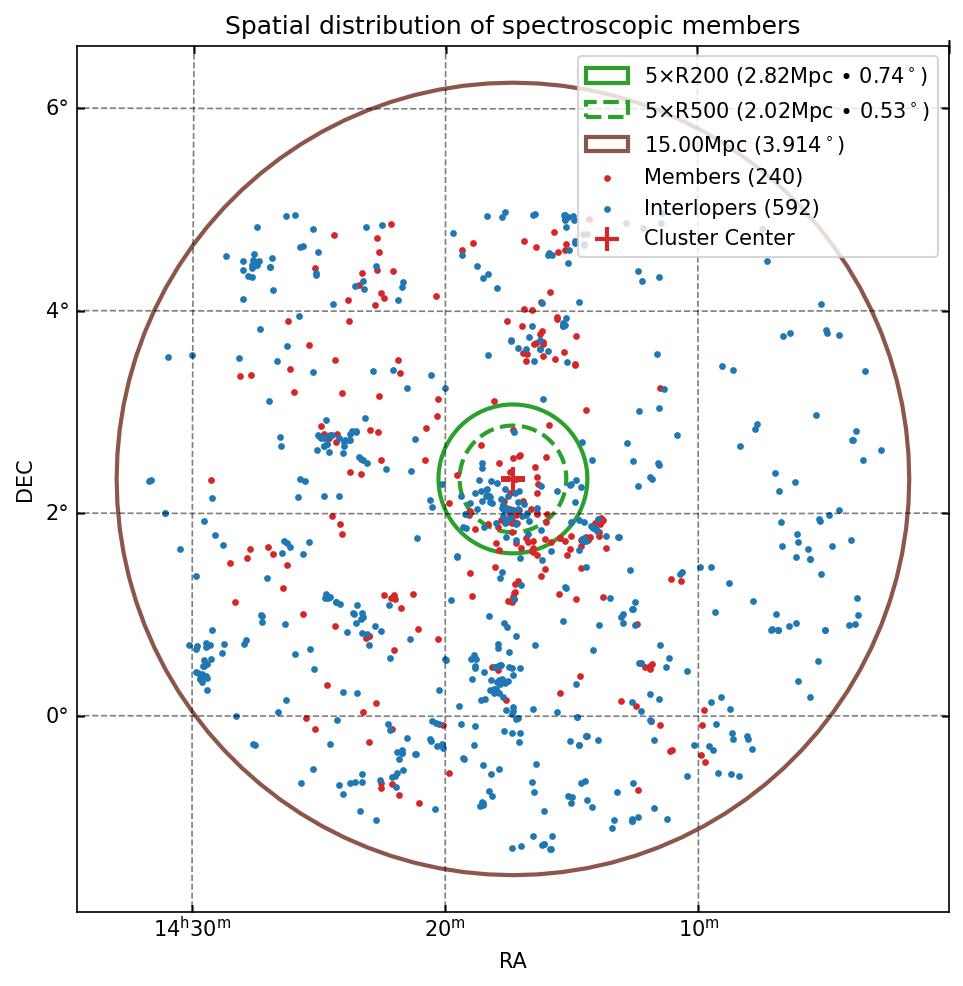 Spatial distribution of spectroscopic members
5×R200 (2.82Mpc • 0.74°)
5×R500 (2.02Mpc • 0.53°)
15.00Mpc (3.914°)
Members (240)
Interlopers (592)
Cluster Center
6°
4°
2°
0°
DEC
14ʰ30ᵐ 20ᵐ 10ᵐ
RA